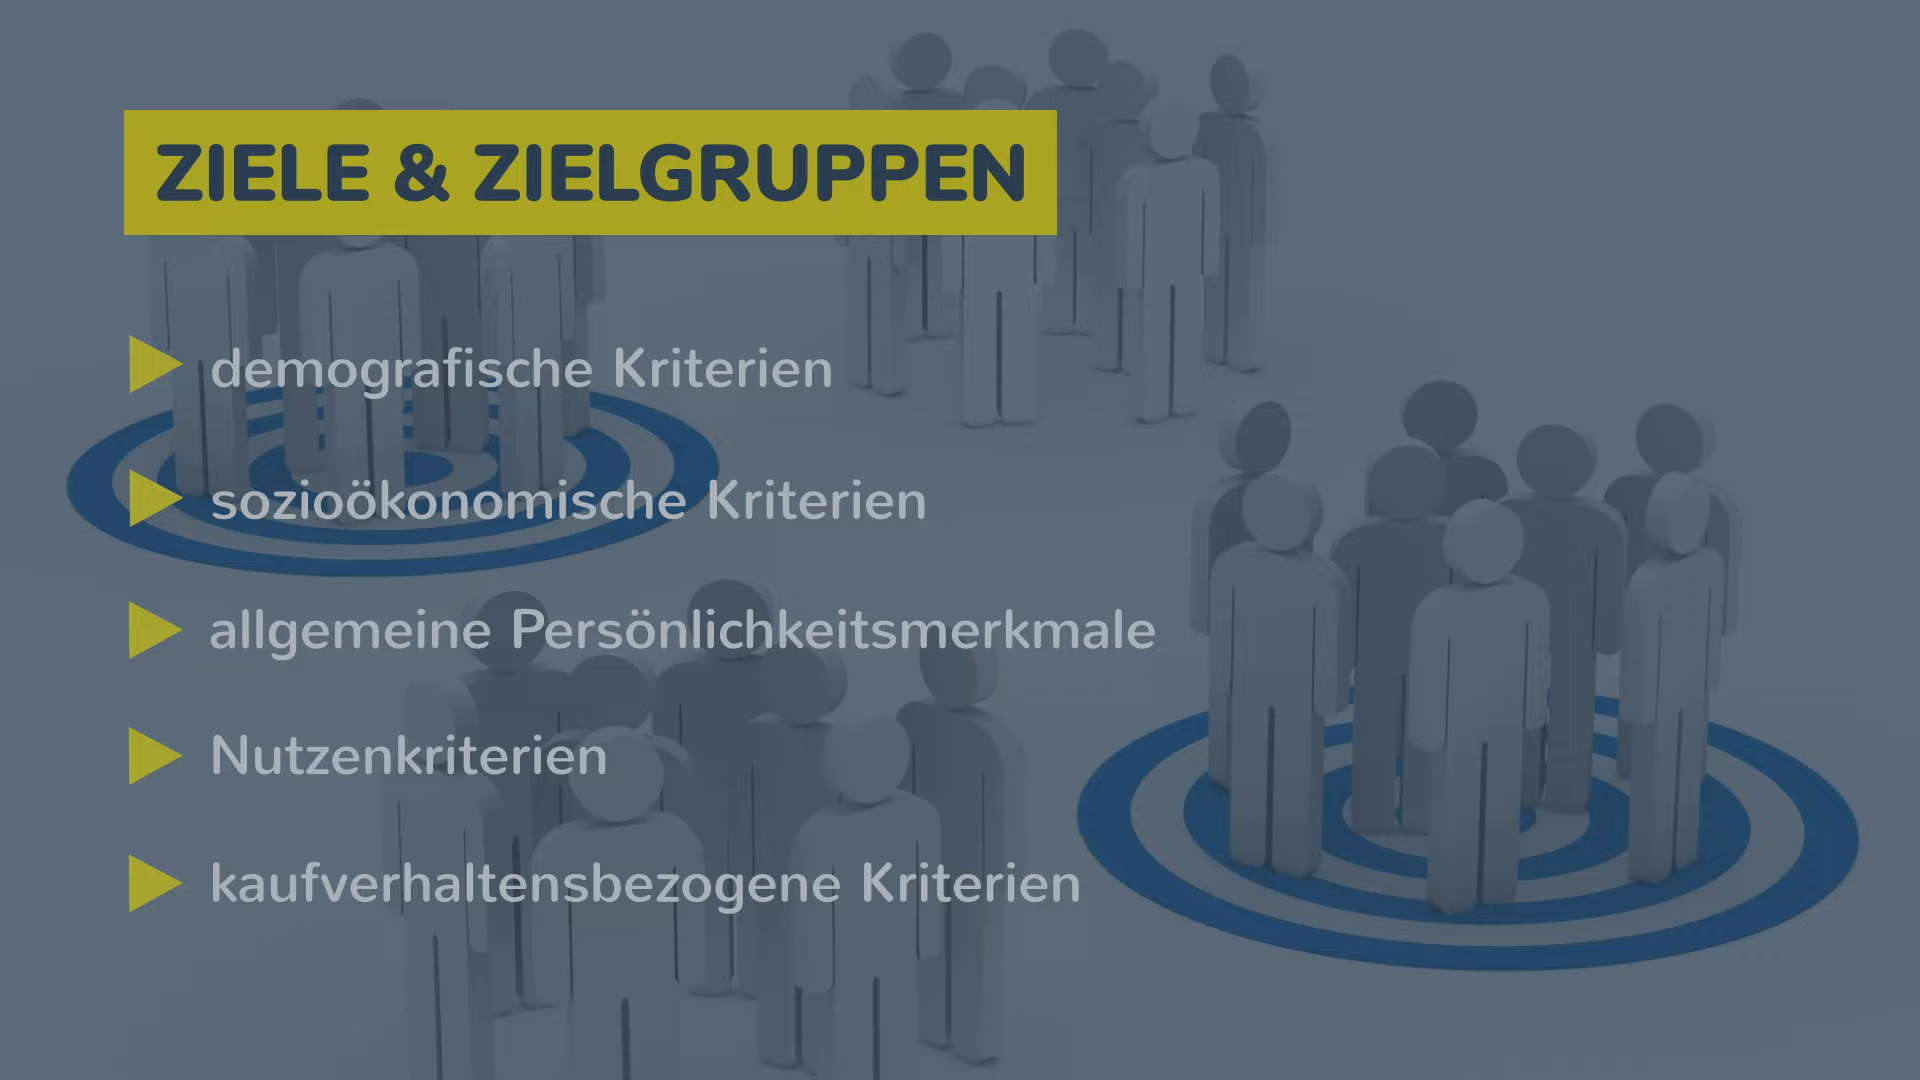 ZIELE & ZIELGRUPPEN
demografische Kriterien
sozioökonomische Kriterien
allgemeine Persönlichkeitsmerkmale
Nutzenkriterien
kaufverhaltensbezogene Kriterien